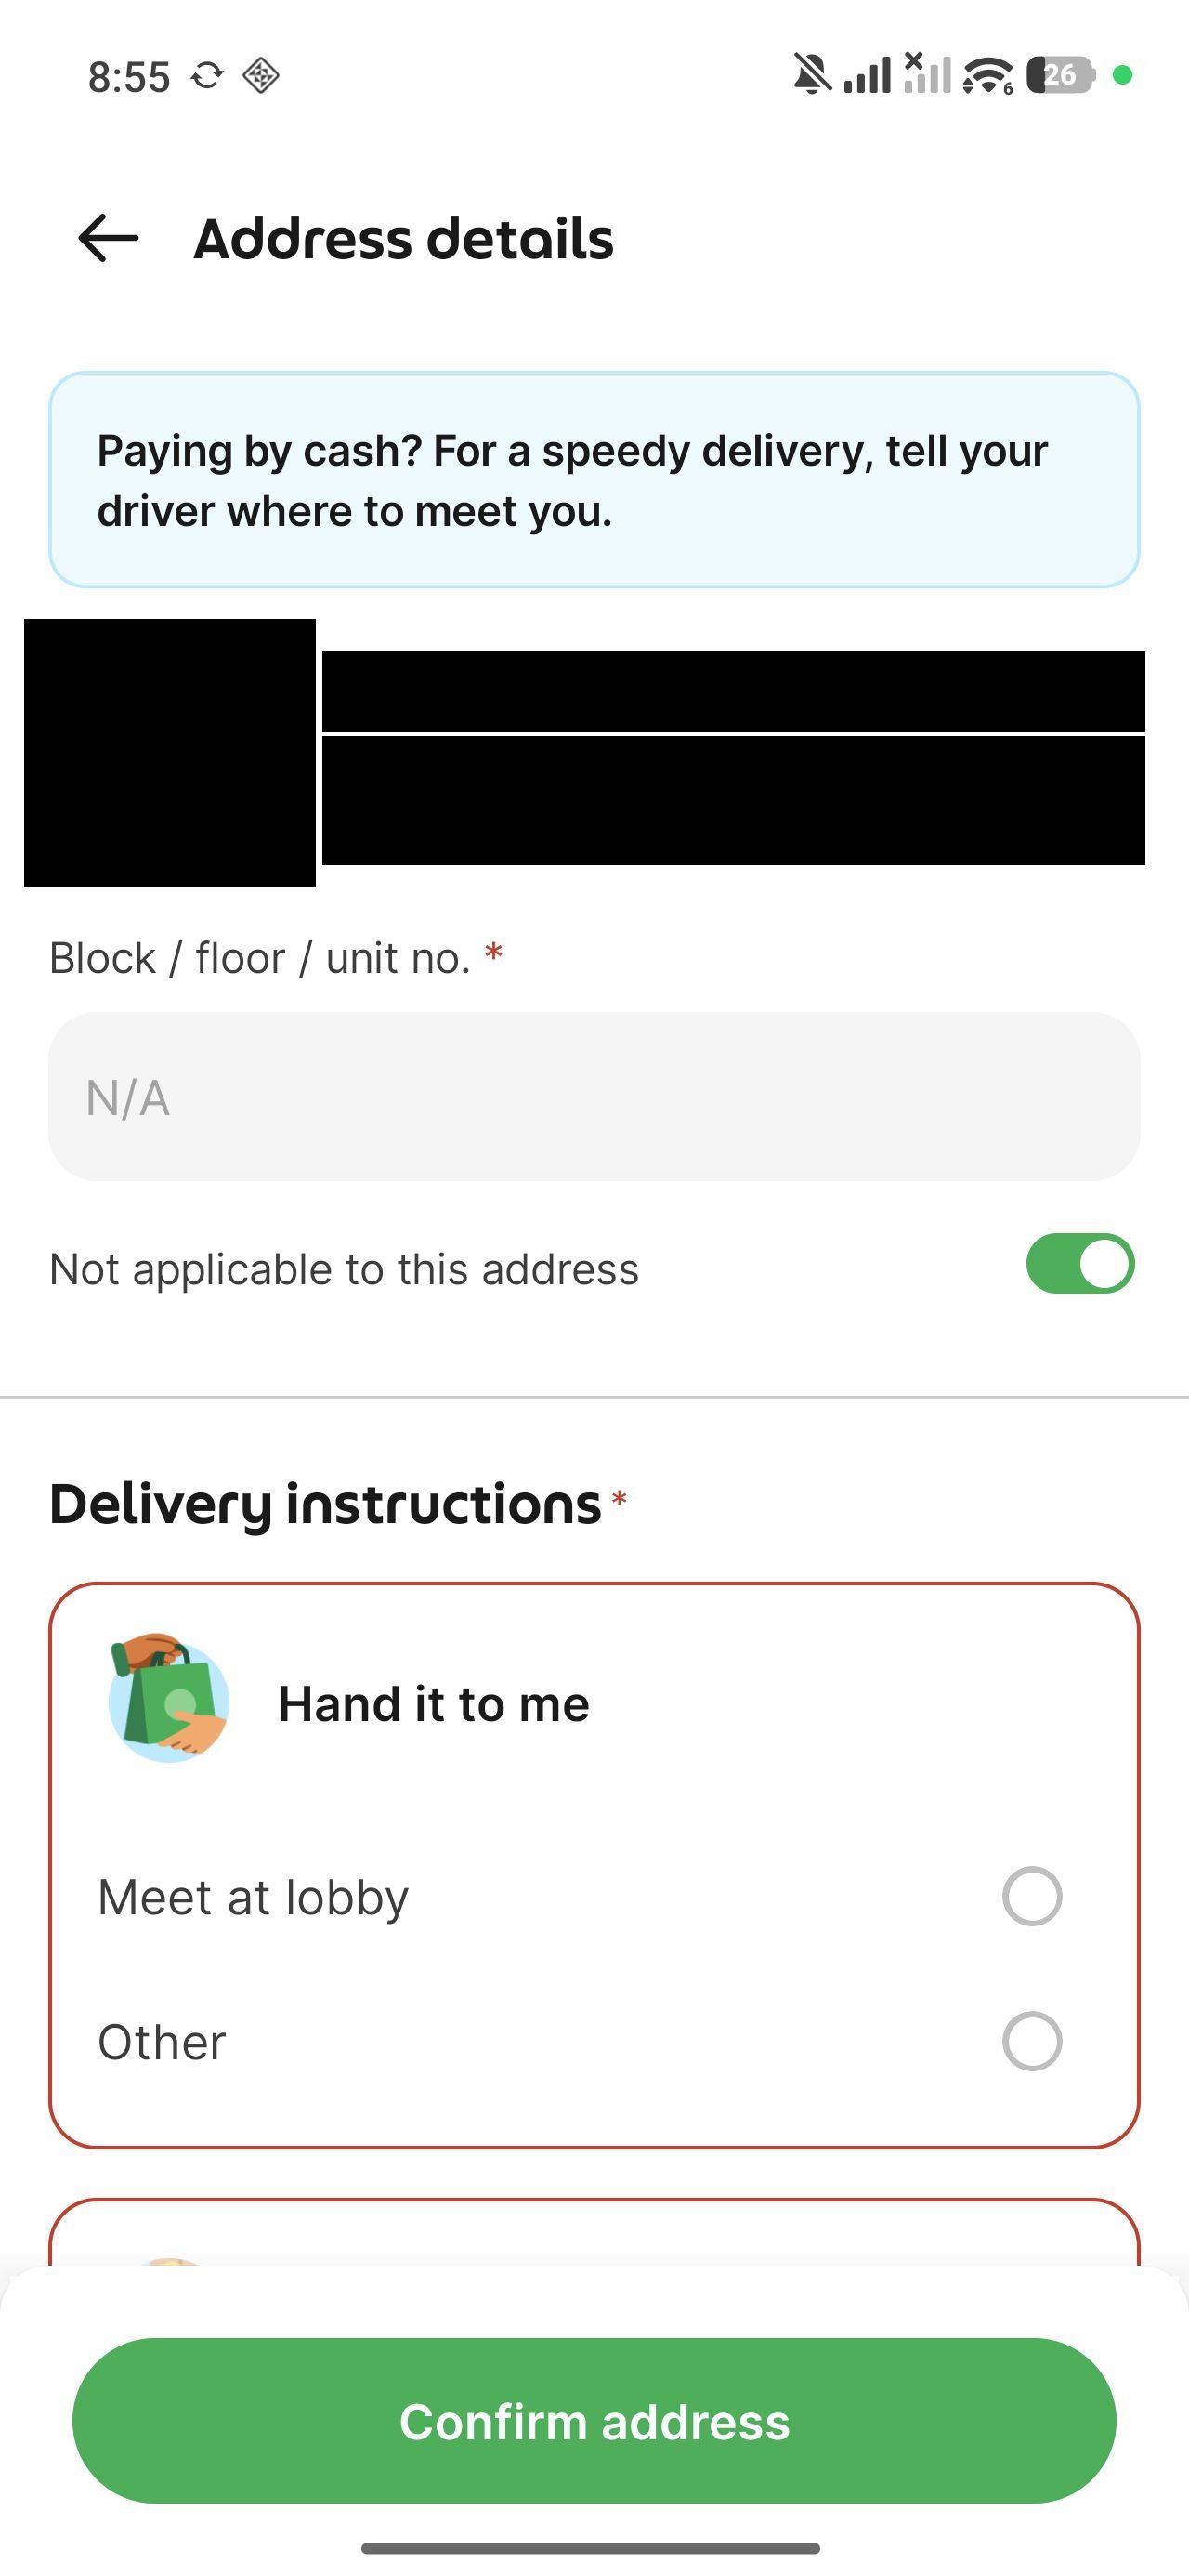 8:55
26
6
Address details
Paying by cash? For a speedy delivery, tell your
driver where to meet you.
Block / floor / unit no. *
N/A
Not applicable to this address
Delivery instructions *
Hand it to me
Meet at lobby
Other
Confirm address